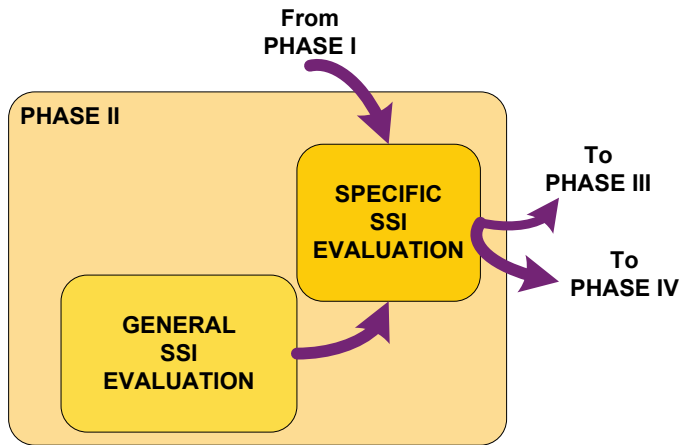 From
PHASE I
PHASE II
SPECIFIC
SSI
EVALUATION
To
PHASE III
To
PHASE IV
GENERAL
SSI
EVALUATION